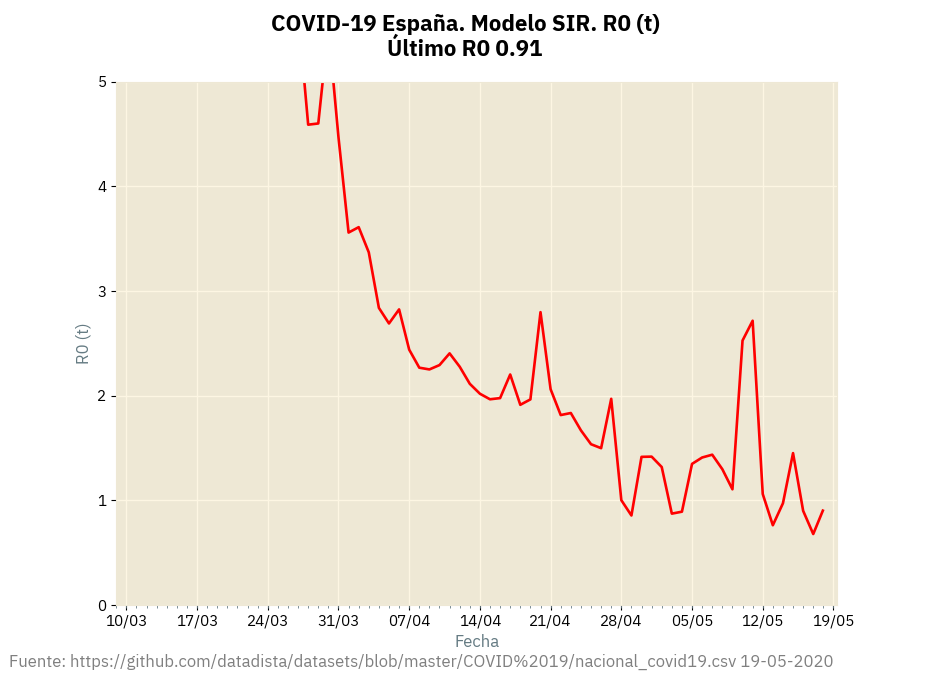 COVID-19 España. Modelo SIR. R0 (t)
Último R0 0.91
5
4
3
2
1
0
R0 (t)
10/03 17/03 24/03 31/03 07/04 14/04 21/04 28/04 05/05 12/05 19/05
Fecha
Fuente: https://github.com/datadista/datasets/blob/master/COVID%2019/nacional_covid19.csv 19-05-2020